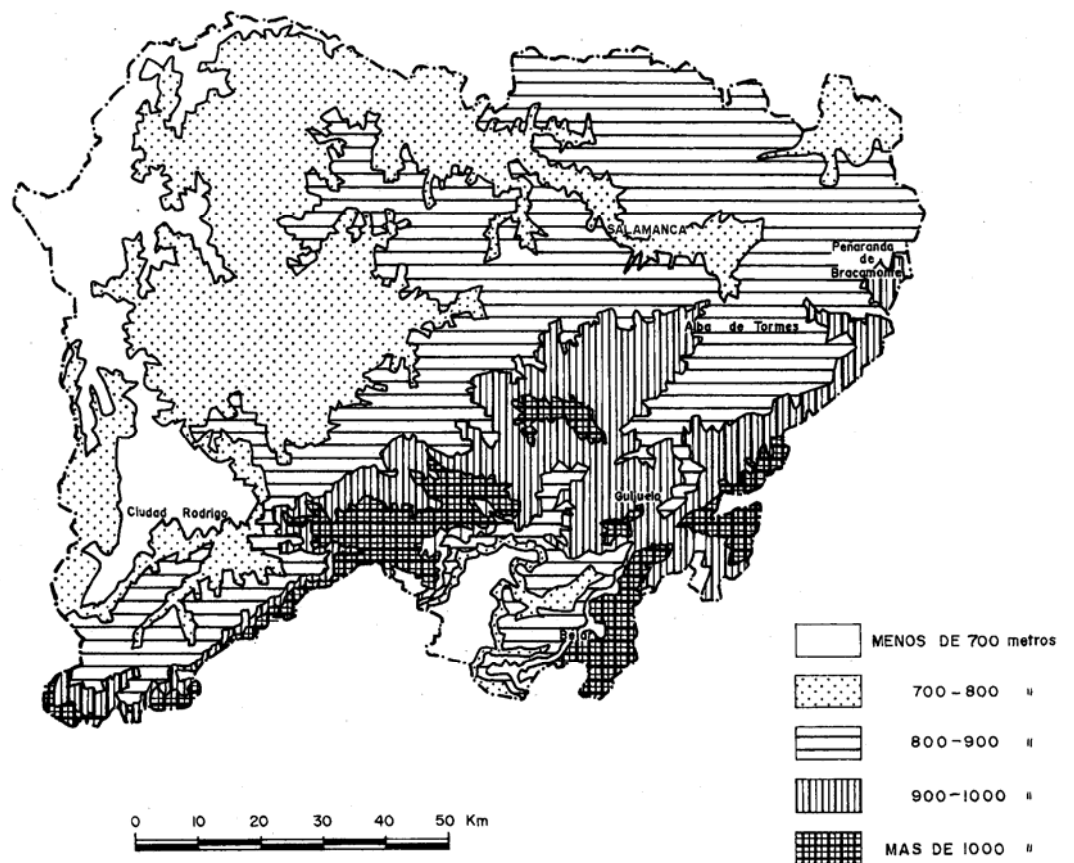 SALAMANCA
Peñaranda
de
Bracamonte
Alba de Tormes
Guijuelo
Ciudad Rodrigo
Bejar
MENOS DE 700 metros
700-800 "
800-900 "
900-1000 "
MAS DE 1000 "
0 10 20 30 40 50 Km